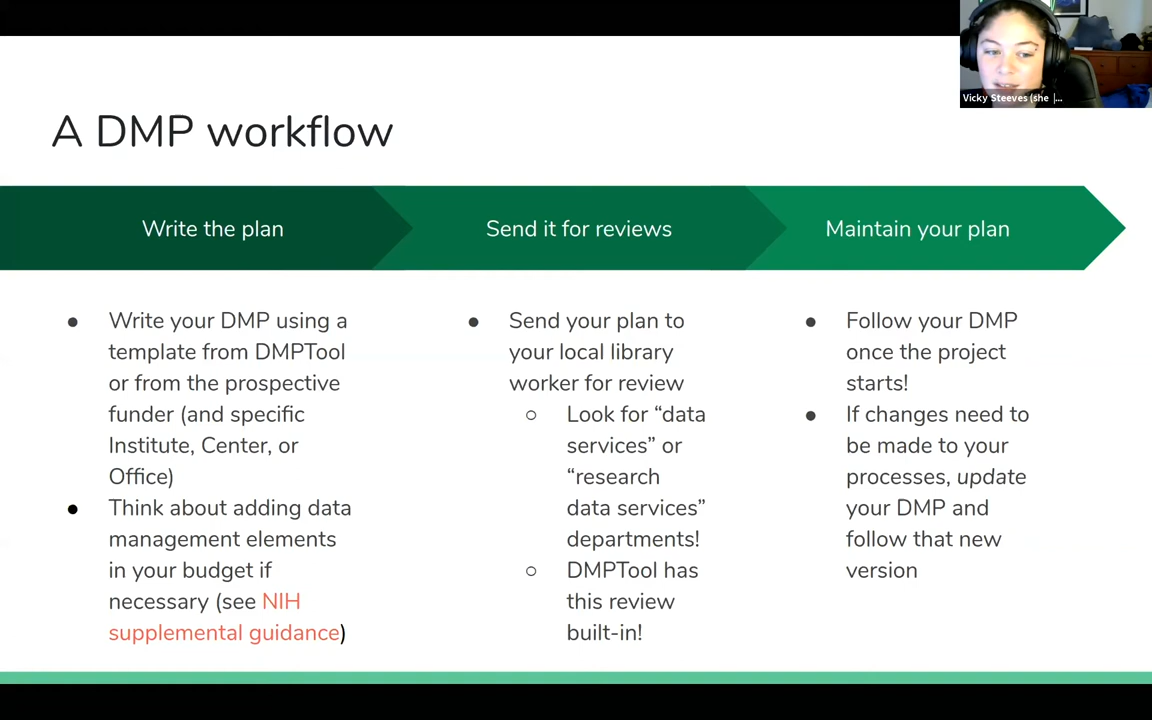 Vicky Steeves (she |...
A DMP workflow
Write the plan
Send it for reviews
Maintain your plan
● Write your DMP using a
template from DMPTool
or from the prospective
funder (and specific
Institute, Center, or
Office)
● Think about adding data
management elements
in your budget if
necessary (see NIH
supplemental guidance)
● Send your plan to
your local library
worker for review
○ Look for “data
services” or
“research
data services”
departments!
○ DMPTool has
this review
built-in!
● Follow your DMP
once the project
starts!
● If changes need to
be made to your
processes, update
your DMP and
follow that new
version